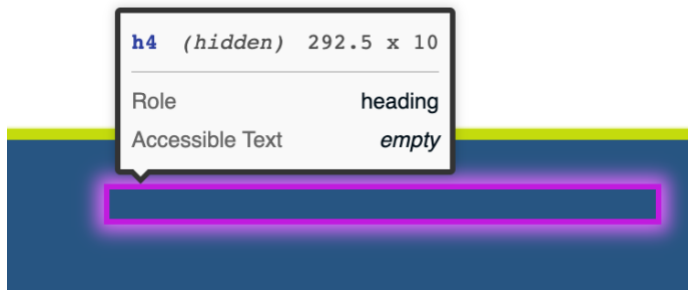 h4 (hidden) 292.5 x 10
Role heading
Accessible Text empty